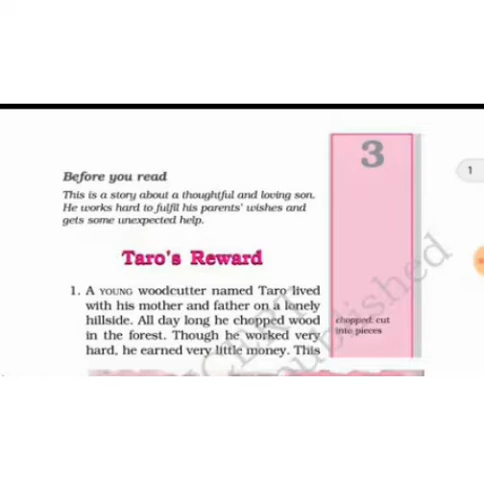 3
1
Before you read
This is a story about a thoughtful and loving son.
He works hard to fulfil his parents' wishes and
gets some unexpected help.
Taro's Reward
1. A YOUNG woodcutter named Taro lived
with his mother and father on a lonely
hillside. All day long he chopped wood
in the forest. Though he worked very
hard, he earned very little money. This
chopped: cut
into pieces
NCERT
published